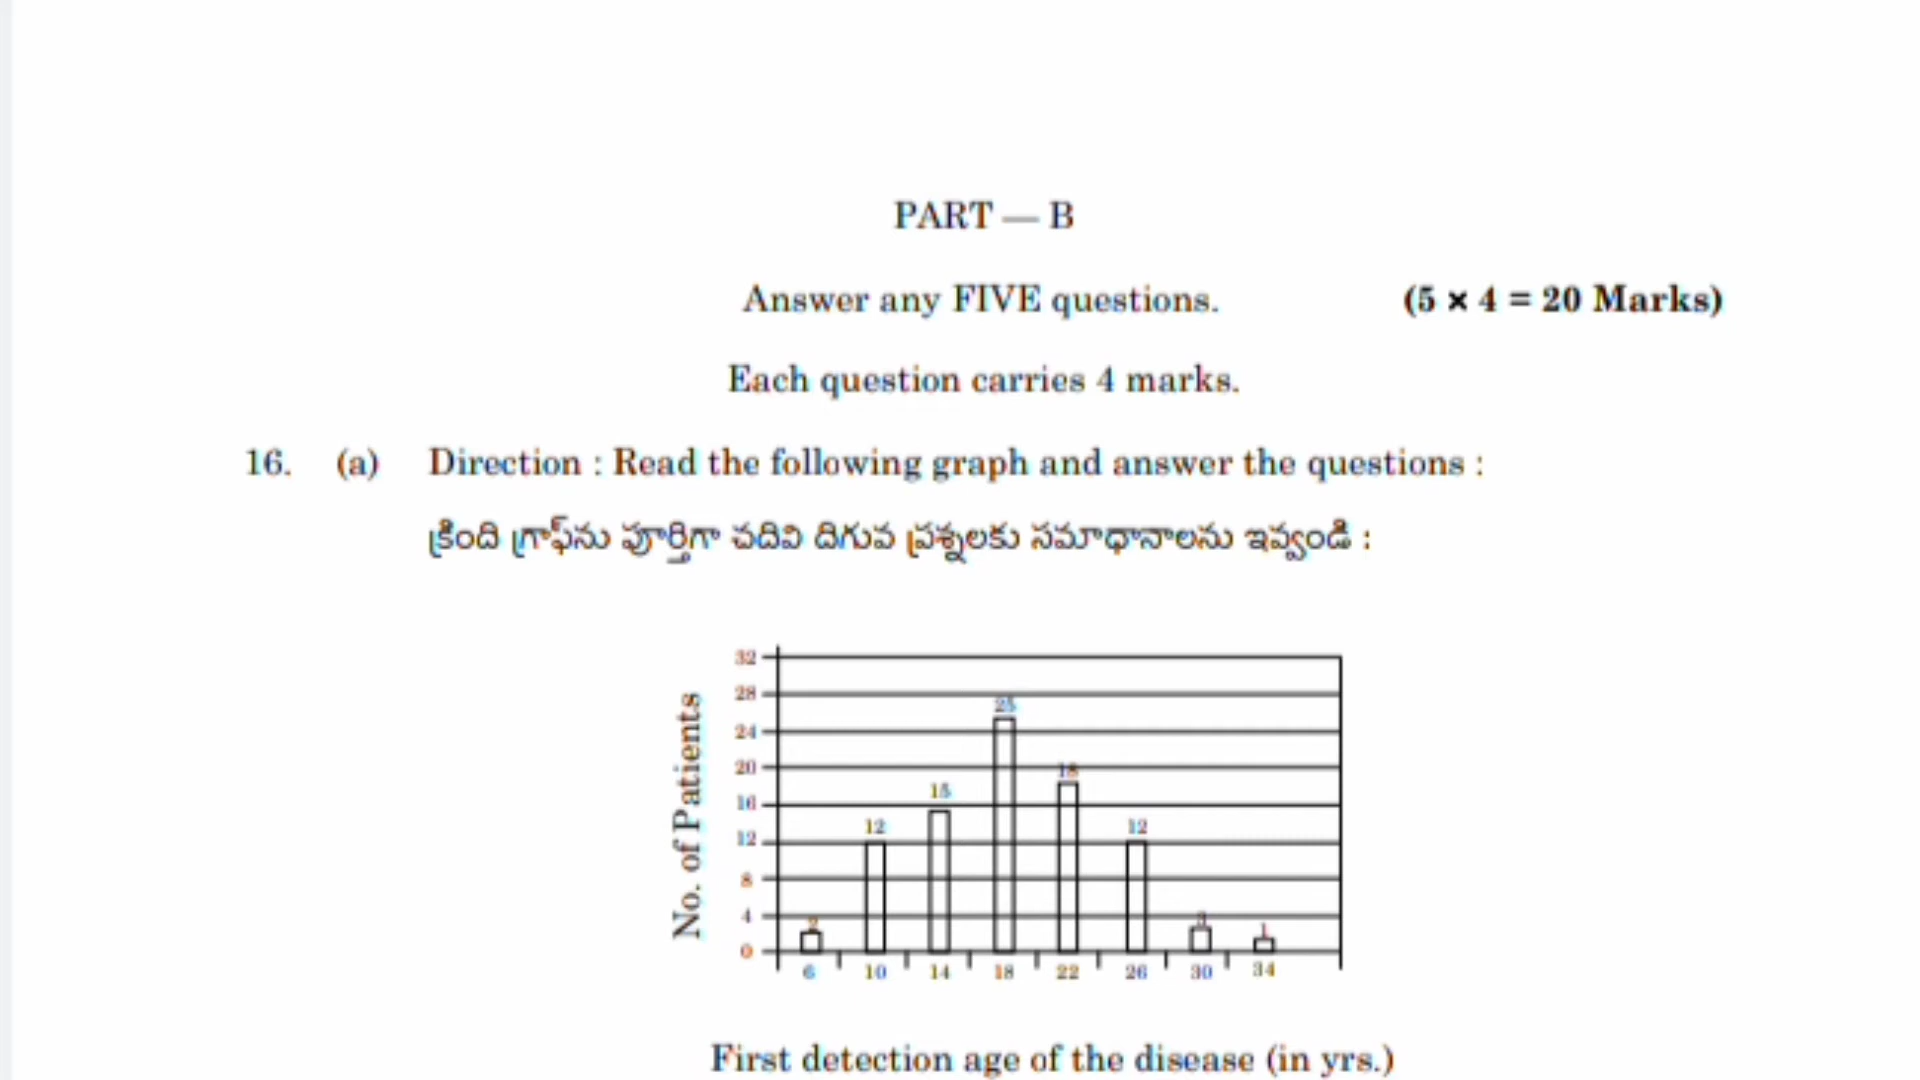 PART — B
Answer any FIVE questions. (5 × 4 = 20 Marks)
Each question carries 4 marks.
16. (a) Direction : Read the following graph and answer the questions :
క్రింది గ్రాఫ్‌ను పూర్తిగా చదివి దిగువ ప్రశ్నలకు సమాధానాలను ఇవ్వండి :
No. of Patients
32
28
25
24
20
18
16
15
12
12
12
8
4
2
3
1
0
6 10 14 18 22 26 30 34
First detection age of the disease (in yrs.)